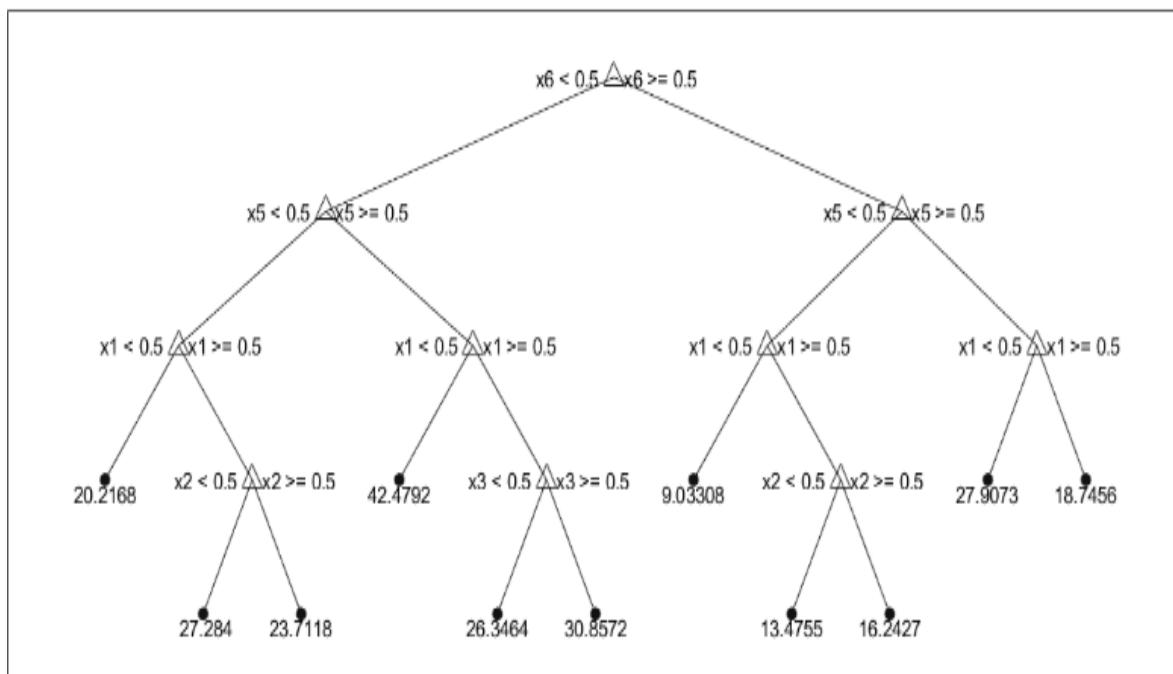 x6 < 0.5 x6 >= 0.5
x5 < 0.5 x5 >= 0.5 x5 < 0.5 x5 >= 0.5
x1 < 0.5 x1 >= 0.5 x1 < 0.5 x1 >= 0.5 x1 < 0.5 x1 >= 0.5 x1 < 0.5 x1 >= 0.5
x2 < 0.5 x2 >= 0.5 x3 < 0.5 x3 >= 0.5 x2 < 0.5 x2 >= 0.5
20.2168 42.4792 9.03308 27.9073 18.7456
27.284 23.7118 26.3464 30.8572 13.4755 16.2427